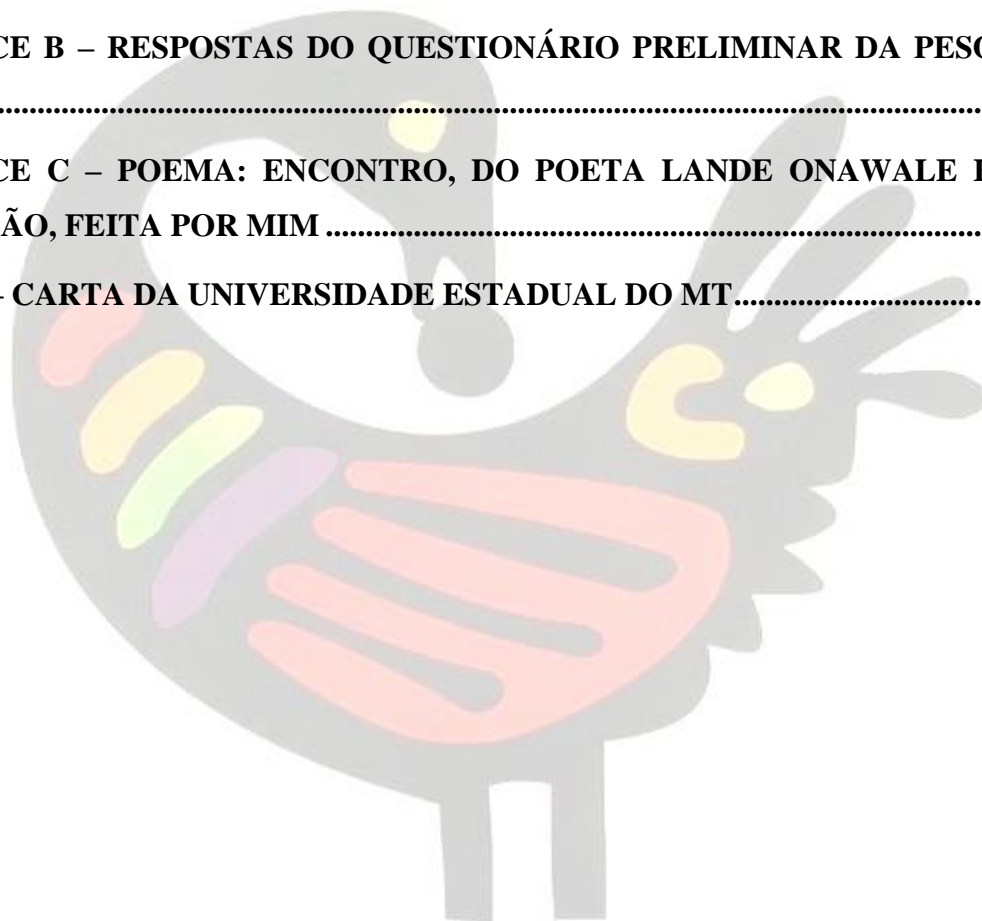 CE B – RESPOSTAS DO QUESTIONÁRIO PRELIMINAR DA PESQ
....................................................................................................................
CE C – POEMA: ENCONTRO, DO POETA LANDE ONAWALE E
ÃO, FEITA POR MIM ..................................................................................
– CARTA DA UNIVERSIDADE ESTADUAL DO MT...............................